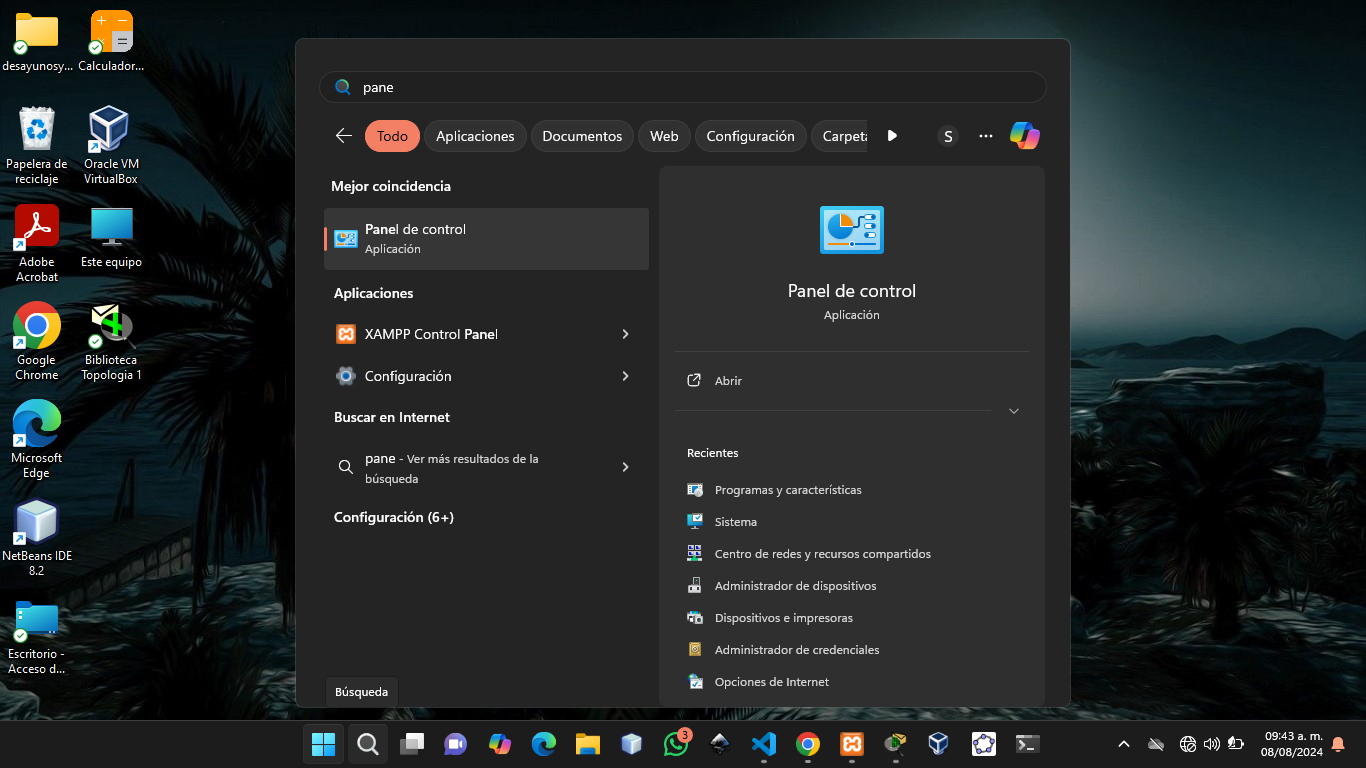 desayunosy...
Calculador...
Papelera de
reciclaje
Oracle VM
VirtualBox
Adobe
Acrobat
Este equipo
Google
Chrome
Biblioteca
Topologia 1
Microsoft
Edge
NetBeans IDE
8.2
Escritorio -
Acceso d...
pane
Todo
Aplicaciones
Documentos
Web
Configuración
Carpeta
S
Mejor coincidencia
Panel de control
Aplicación
Aplicaciones
XAMPP Control Panel
Configuración
Buscar en Internet
pane - Ver más resultados de la
búsqueda
Configuración (6+)
Búsqueda
Panel de control
Aplicación
Abrir
Recientes
Programas y características
Sistema
Centro de redes y recursos compartidos
Administrador de dispositivos
Dispositivos e impresoras
Administrador de credenciales
Opciones de Internet
3
09:43 a. m.
08/08/2024